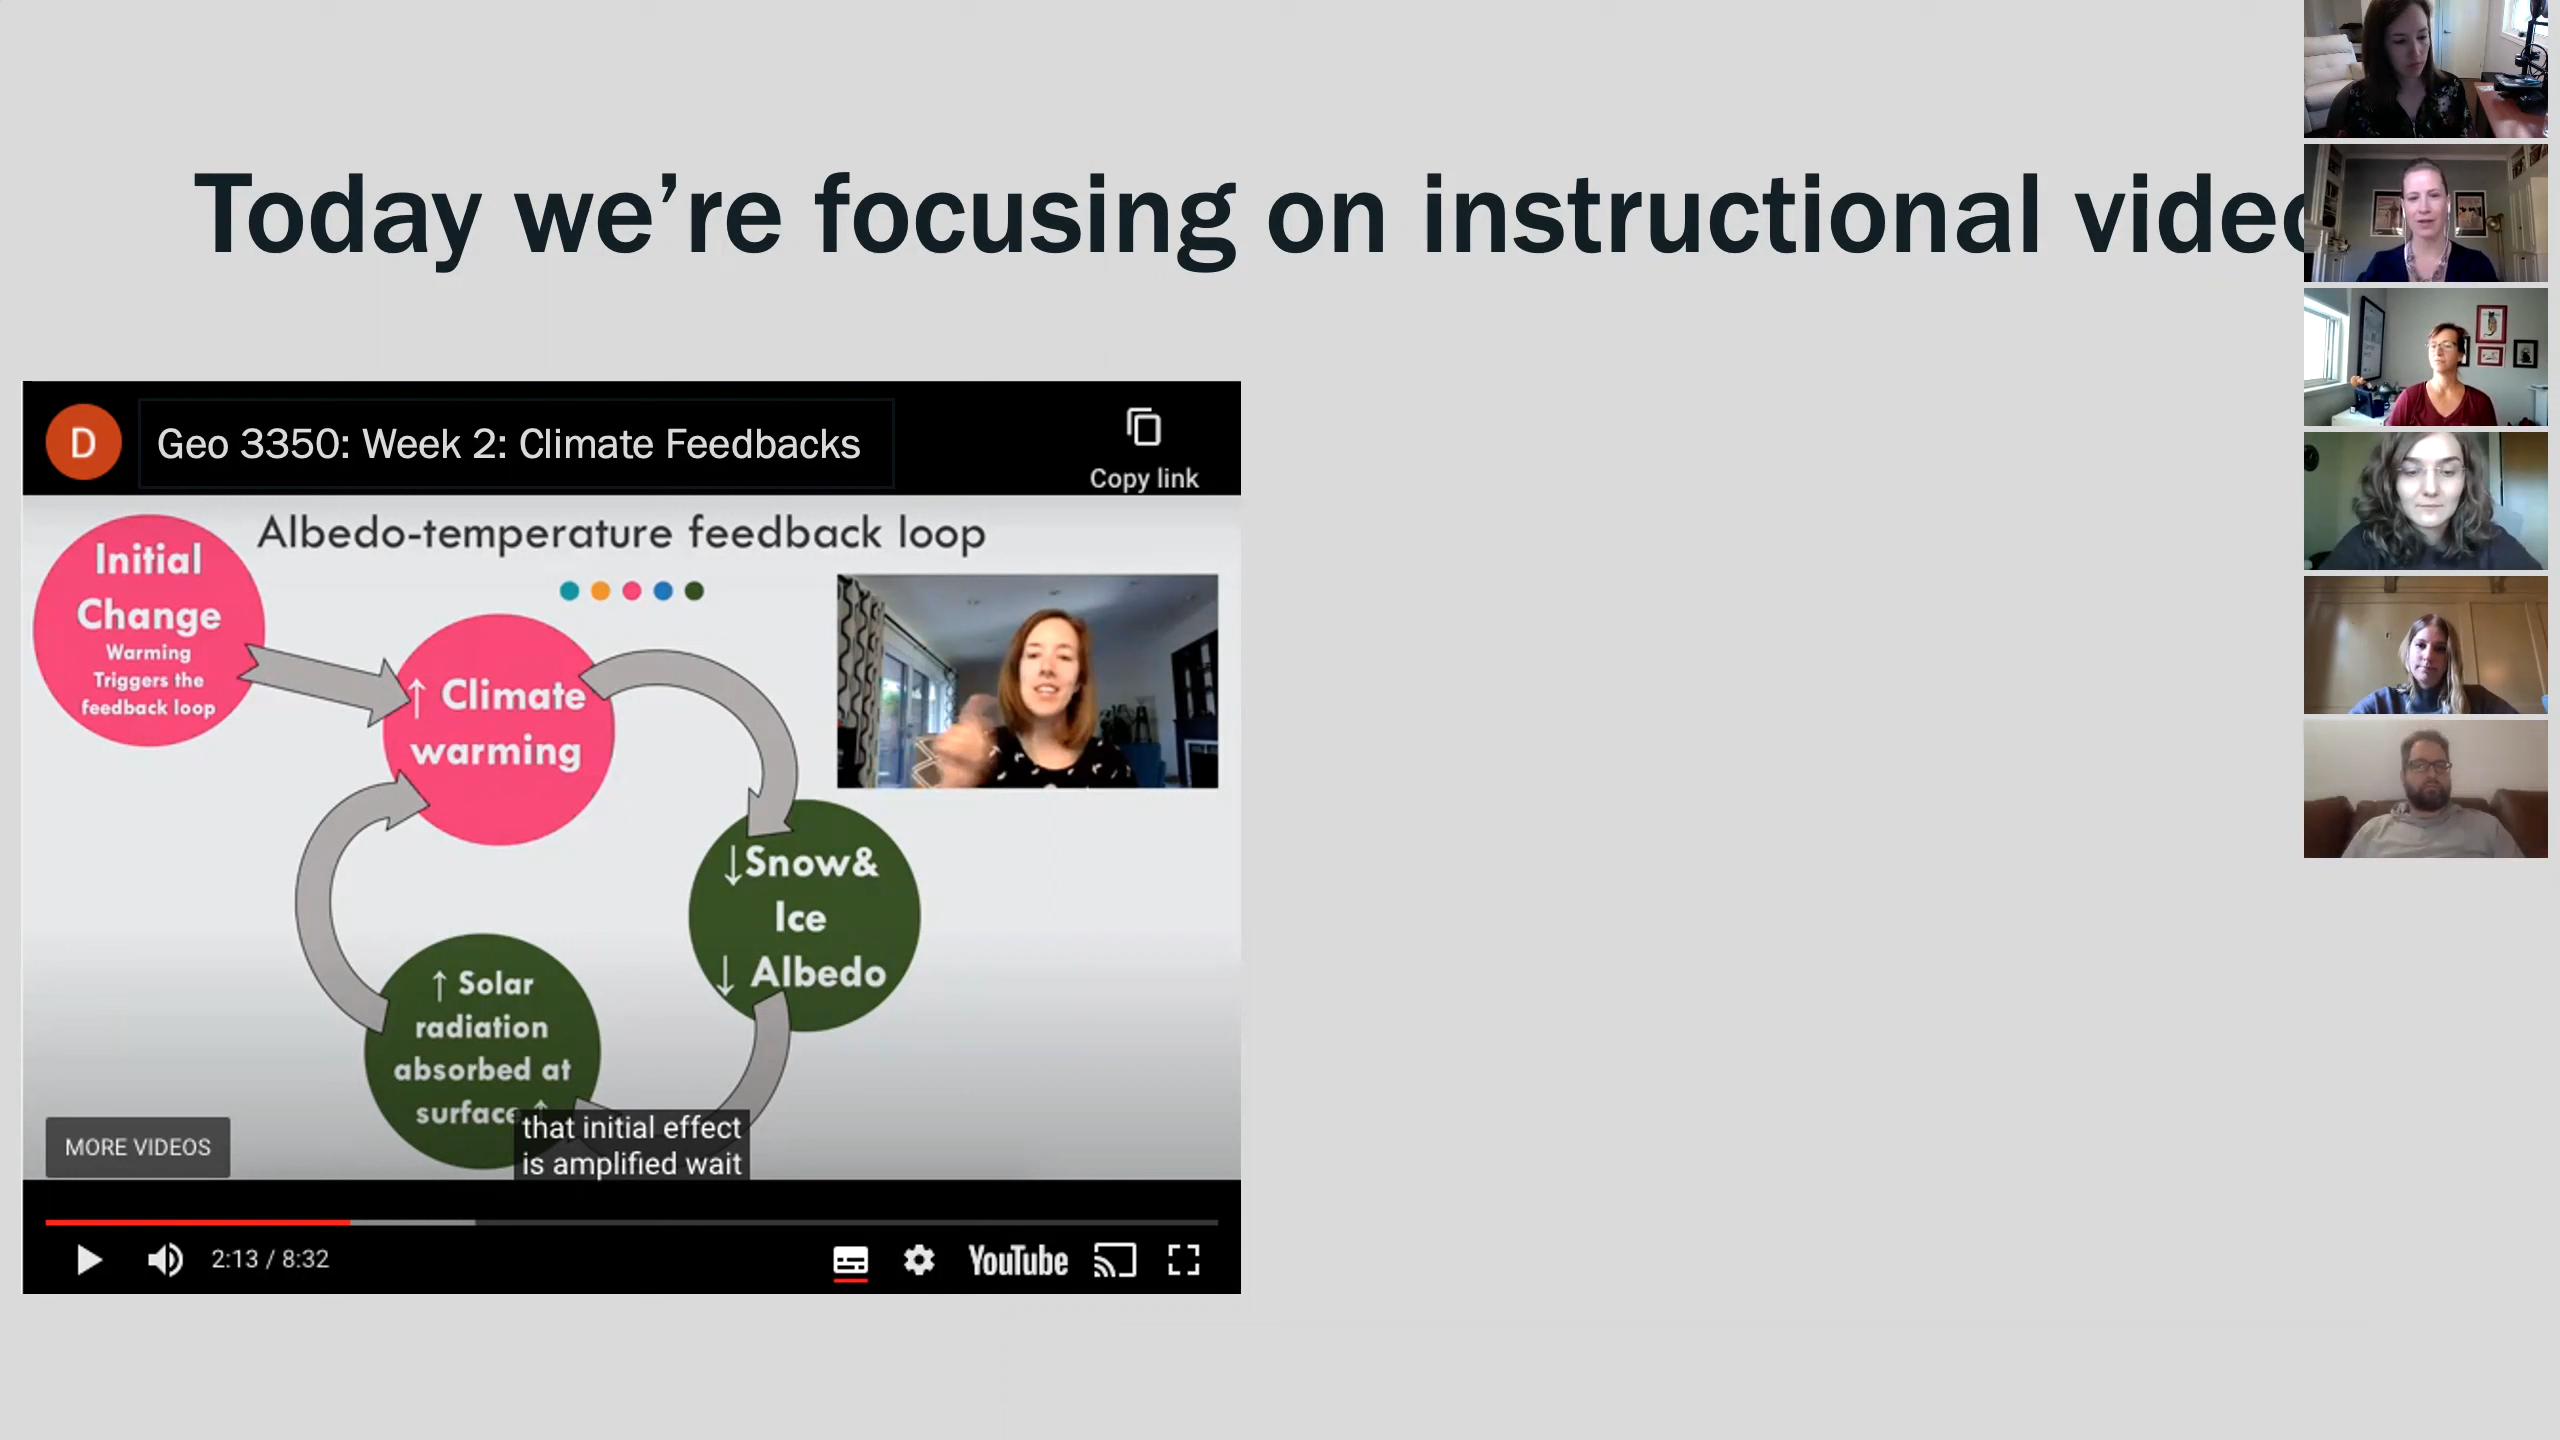 Today we're focusing on instructional video
D
Geo 3350: Week 2: Climate Feedbacks
Copy link
Albedo-temperature feedback loop
Initial
Change
Warming
Triggers the
feedback loop
↑ Climate
warming
↓Snow&
Ice
↓ Albedo
↑ Solar
radiation
absorbed at
surface ↑
that initial effect
is amplified wait
MORE VIDEOS
2:13 / 8:32
YouTube